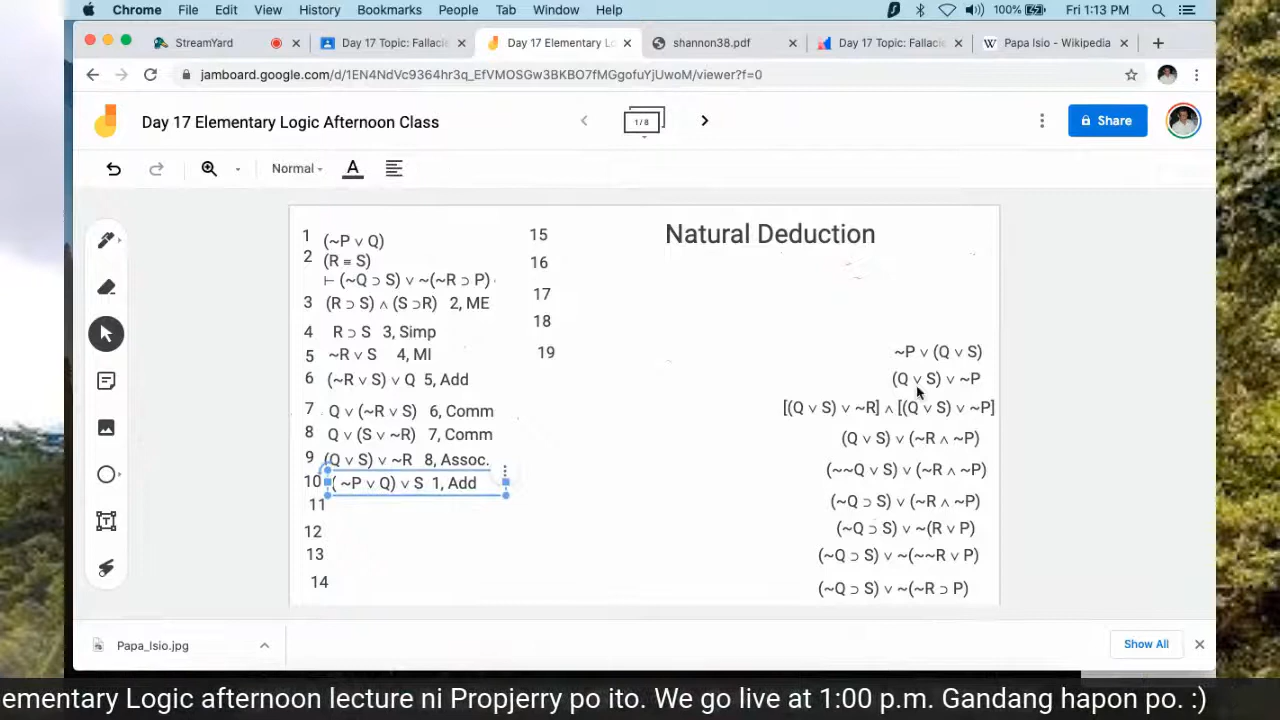 Chrome File Edit View History Bookmarks People Tab Window Help 100% Fri 1:13 PM
StreamYard
Day 17 Topic: Fallacie
Day 17 Elementary Lo
shannon38.pdf
Day 17 Topic: Fallacie
Papa Isio - Wikipedia
jamboard.google.com/d/1EN4NdVc9364hr3q_EfVMOSGw3BKBO7fMGgofuYjUwoM/viewer?f=0
Day 17 Elementary Logic Afternoon Class
1/8
Share
Normal
A
Natural Deduction
1 (~P ∨ Q)
2 (R ≡ S)
⊢ (~Q ⊃ S) ∨ ~(~R ⊃ P)
3 (R ⊃ S) ∧ (S ⊃R) 2, ME
4 R ⊃ S 3, Simp
5 ~R ∨ S 4, MI
6 (~R ∨ S) ∨ Q 5, Add
7 Q ∨ (~R ∨ S) 6, Comm
8 Q ∨ (S ∨ ~R) 7, Comm
9 (Q ∨ S) ∨ ~R 8, Assoc.
10 ( ~P ∨ Q) ∨ S 1, Add
11
12
13
14
15
16
17
18
19
~P ∨ (Q ∨ S)
(Q ∨ S) ∨ ~P
[(Q ∨ S) ∨ ~R] ∧ [(Q ∨ S) ∨ ~P]
(Q ∨ S) ∨ (~R ∧ ~P)
(~~Q ∨ S) ∨ (~R ∧ ~P)
(~Q ⊃ S) ∨ (~R ∧ ~P)
(~Q ⊃ S) ∨ ~(R ∨ P)
(~Q ⊃ S) ∨ ~(~~R ∨ P)
(~Q ⊃ S) ∨ ~(~R ⊃ P)
Papa_Isio.jpg
Show All
ementary Logic afternoon lecture ni Propjerry po ito. We go live at 1:00 p.m. Gandang hapon po. :)